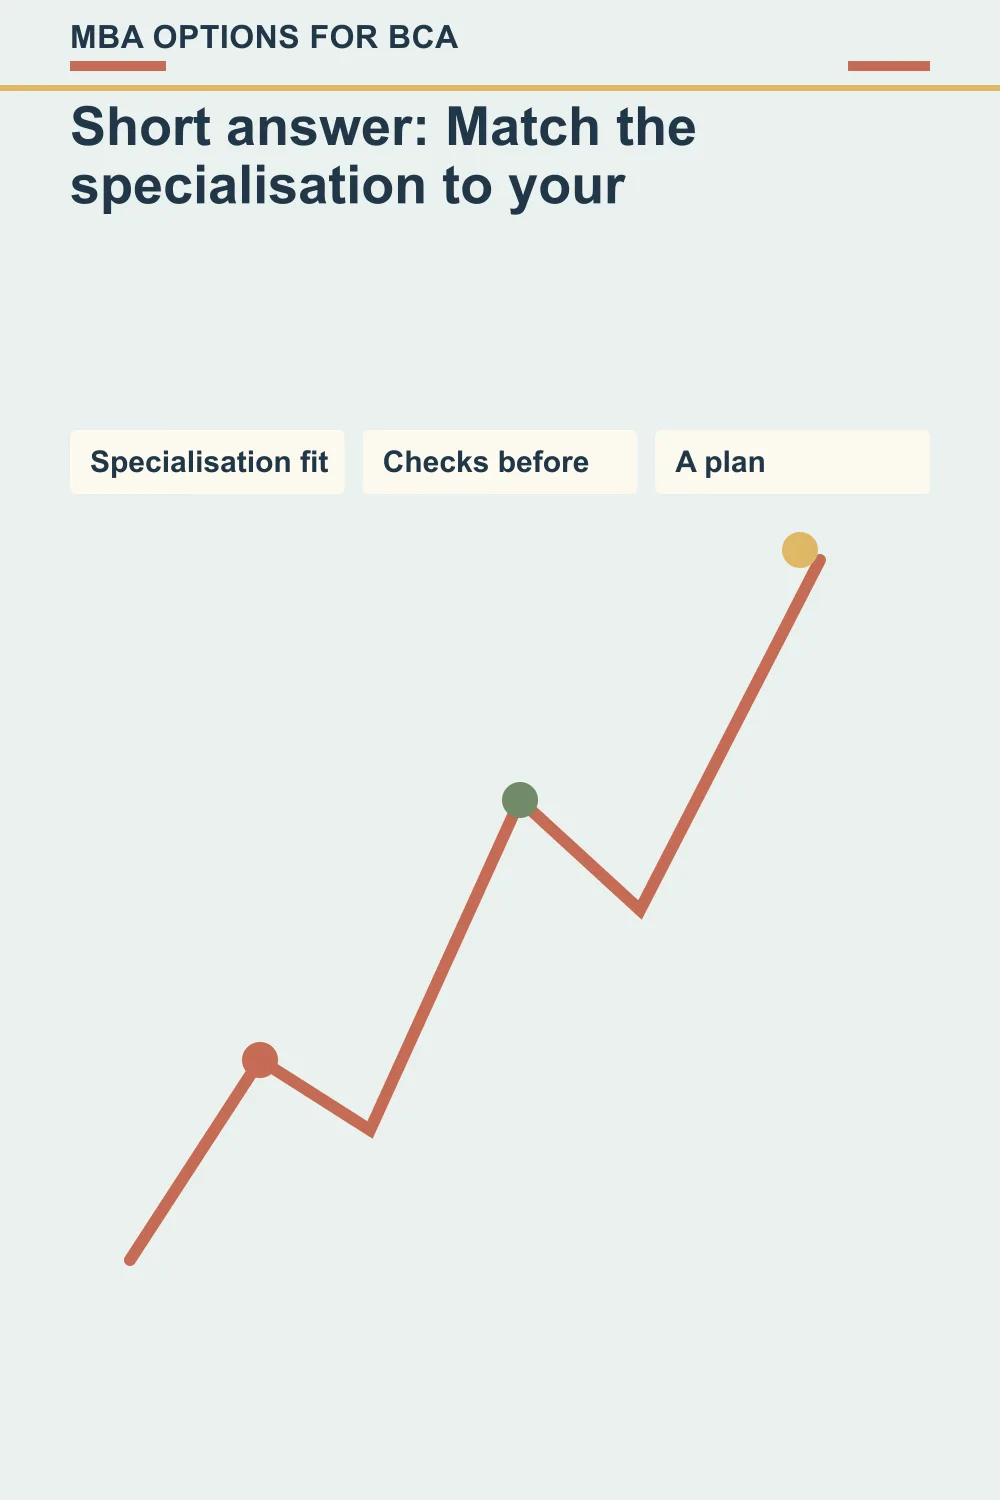 MBA OPTIONS FOR BCA
Short answer: Match the
specialisation to your
Specialisation fit
Checks before
A plan